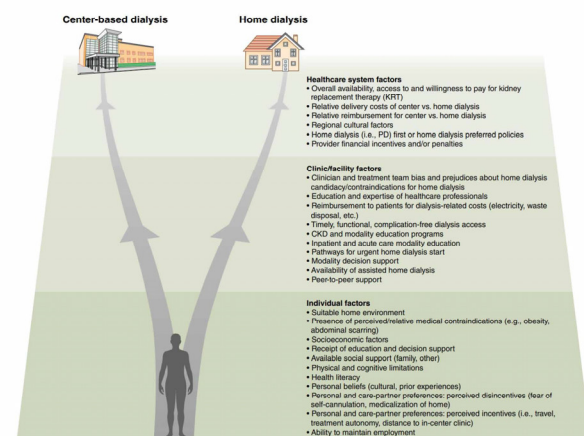 Center-based dialysis
Home dialysis
Healthcare system factors
• Overall availability, access to and willingness to pay for kidney
replacement therapy (KRT)
• Relative delivery costs of center vs. home dialysis
• Relative reimbursement for center vs. home dialysis
• Regional cultural factors
• Home dialysis (i.e., PD) first or home dialysis preferred policies
• Provider financial incentives and/or penalties
Clinic/facility factors
• Clinician and treatment team bias and prejudices about home dialysis
candidacy/contraindications for home dialysis
• Education and expertise of healthcare professionals
• Reimbursement to patients for dialysis-related costs (electricity, waste
disposal, etc.)
• Timely, functional, complication-free dialysis access
• CKD and modality education programs
• Inpatient and acute care modality education
• Pathways for urgent home dialysis start
• Modality decision support
• Availability of assisted home dialysis
• Peer-to-peer support
Individual factors
• Suitable home environment
• Presence of perceived/relative medical contraindications (e.g., obesity,
abdominal scarring)
• Socioeconomic factors
• Receipt of education and decision support
• Available social support (family, other)
• Physical and cognitive limitations
• Health literacy
• Personal beliefs (cultural, prior experiences)
• Personal and care-partner preferences: perceived disincentives (fear of
self-cannulation, medicalization of home)
• Personal and care-partner preferences: perceived incentives (i.e., travel,
treatment autonomy, distance to in-center clinic)
• Ability to maintain employment